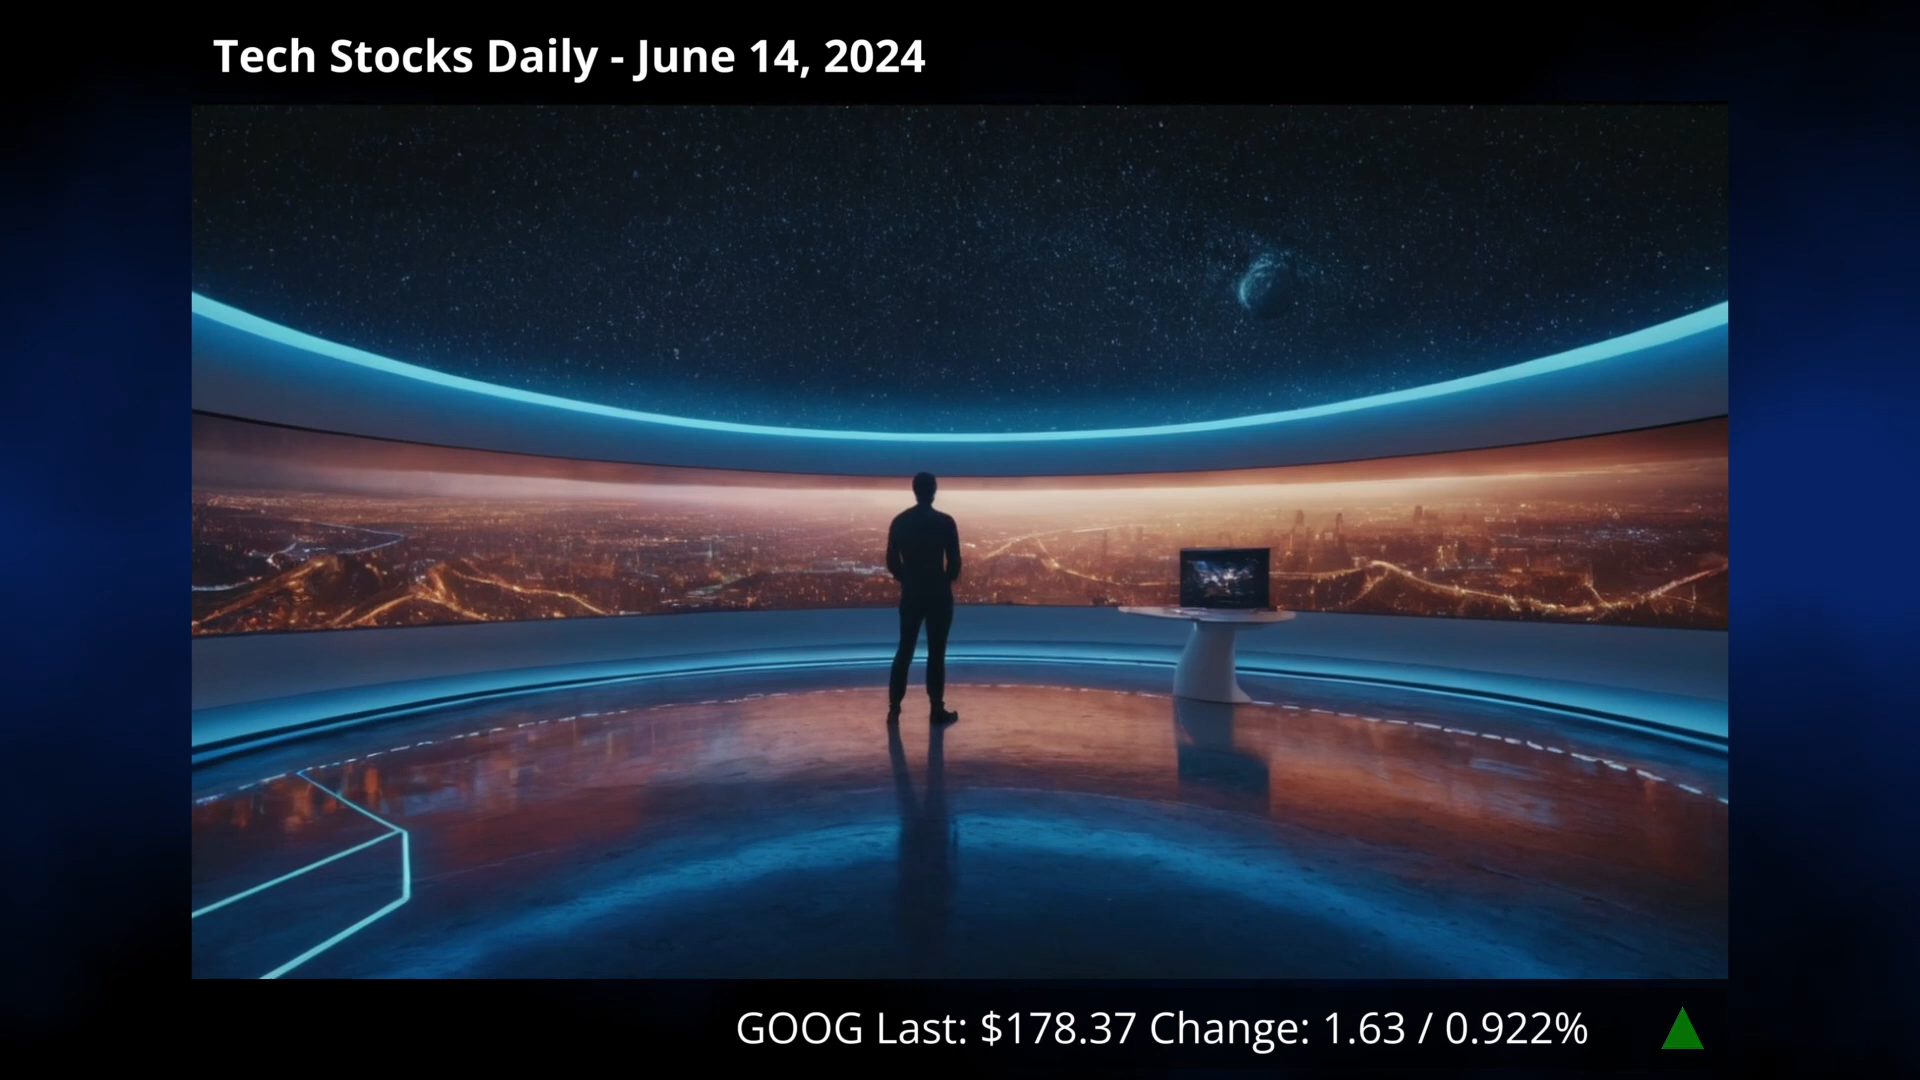 Tech Stocks Daily - June 14, 2024
GOOG Last: $178.37 Change: 1.63 / 0.922%